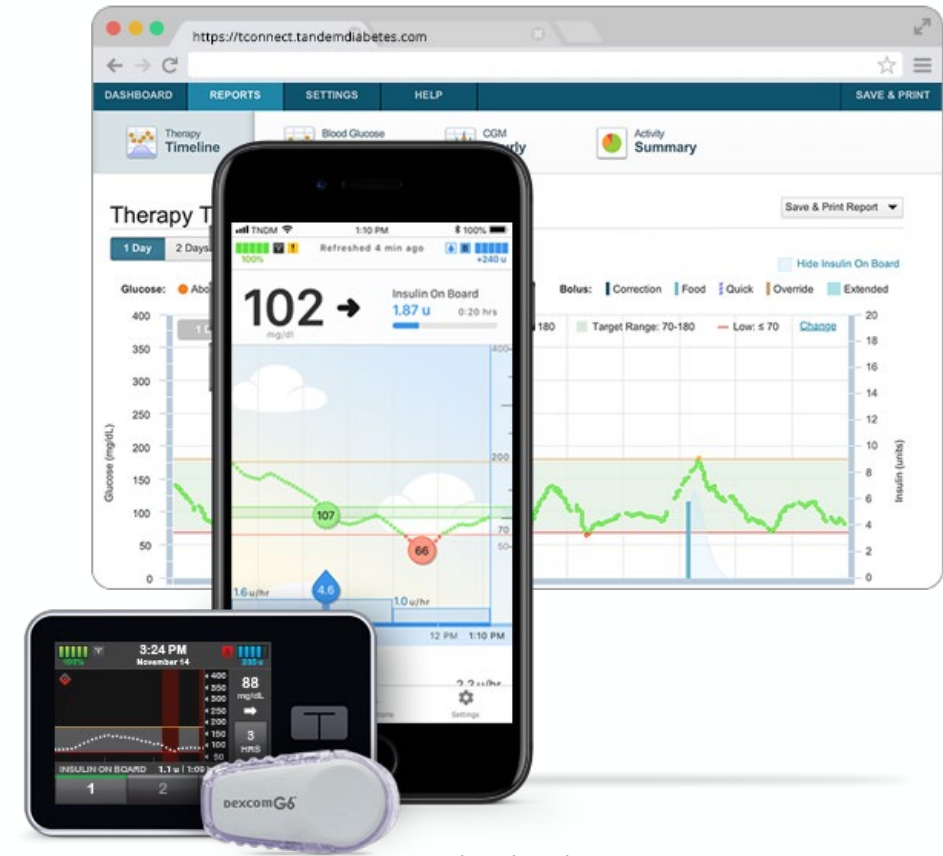 https://tconnect.tandemdiabetes.com
DASHBOARD REPORTS SETTINGS HELP SAVE & PRINT
Therapy Timeline
Blood Glucose
CGM
Activity Summary
Therapy T
Save & Print Report
1 Day 2 Days
Hide Insulin On Board
Glucose:
Bolus: Correction Food Quick Override Extended
180 Target Range: 70-180 Low: ≤ 70 Change
400
350
300
250
200
150
100
50
0
Glucose (mg/dL)
20
18
16
14
12
10
8
6
4
2
0
Insulin (units)
TNDM 1:10 PM 100%
100% Refreshed 4 min ago +240 u
102
mg/dl
Insulin On Board
1.87 u 0:20 hrs
400
200
107
70
66
50
1.6 u/hr
4.6
1.0 u/hr
12 PM 1:10 PM
Settings
3:24 PM
November 14
100%
400
350
300
250
200
150
100
50
88
mg/dL
3
HRS
INSULIN ON BOARD 1.1 u
1 2
Dexcom G6